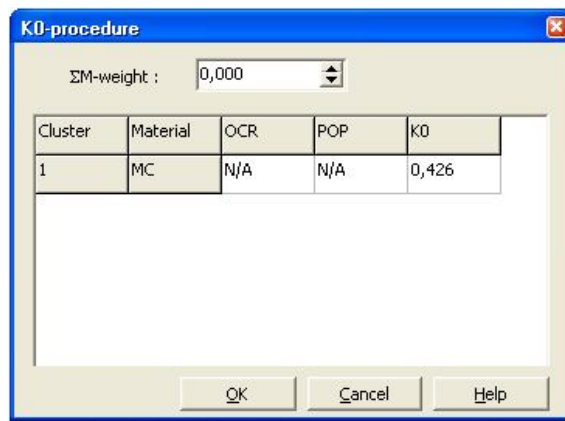 K0-procedure
ΣM-weight : 0,000
Cluster Material OCR POP K0
1 MC N/A N/A 0,426
OK Cancel Help